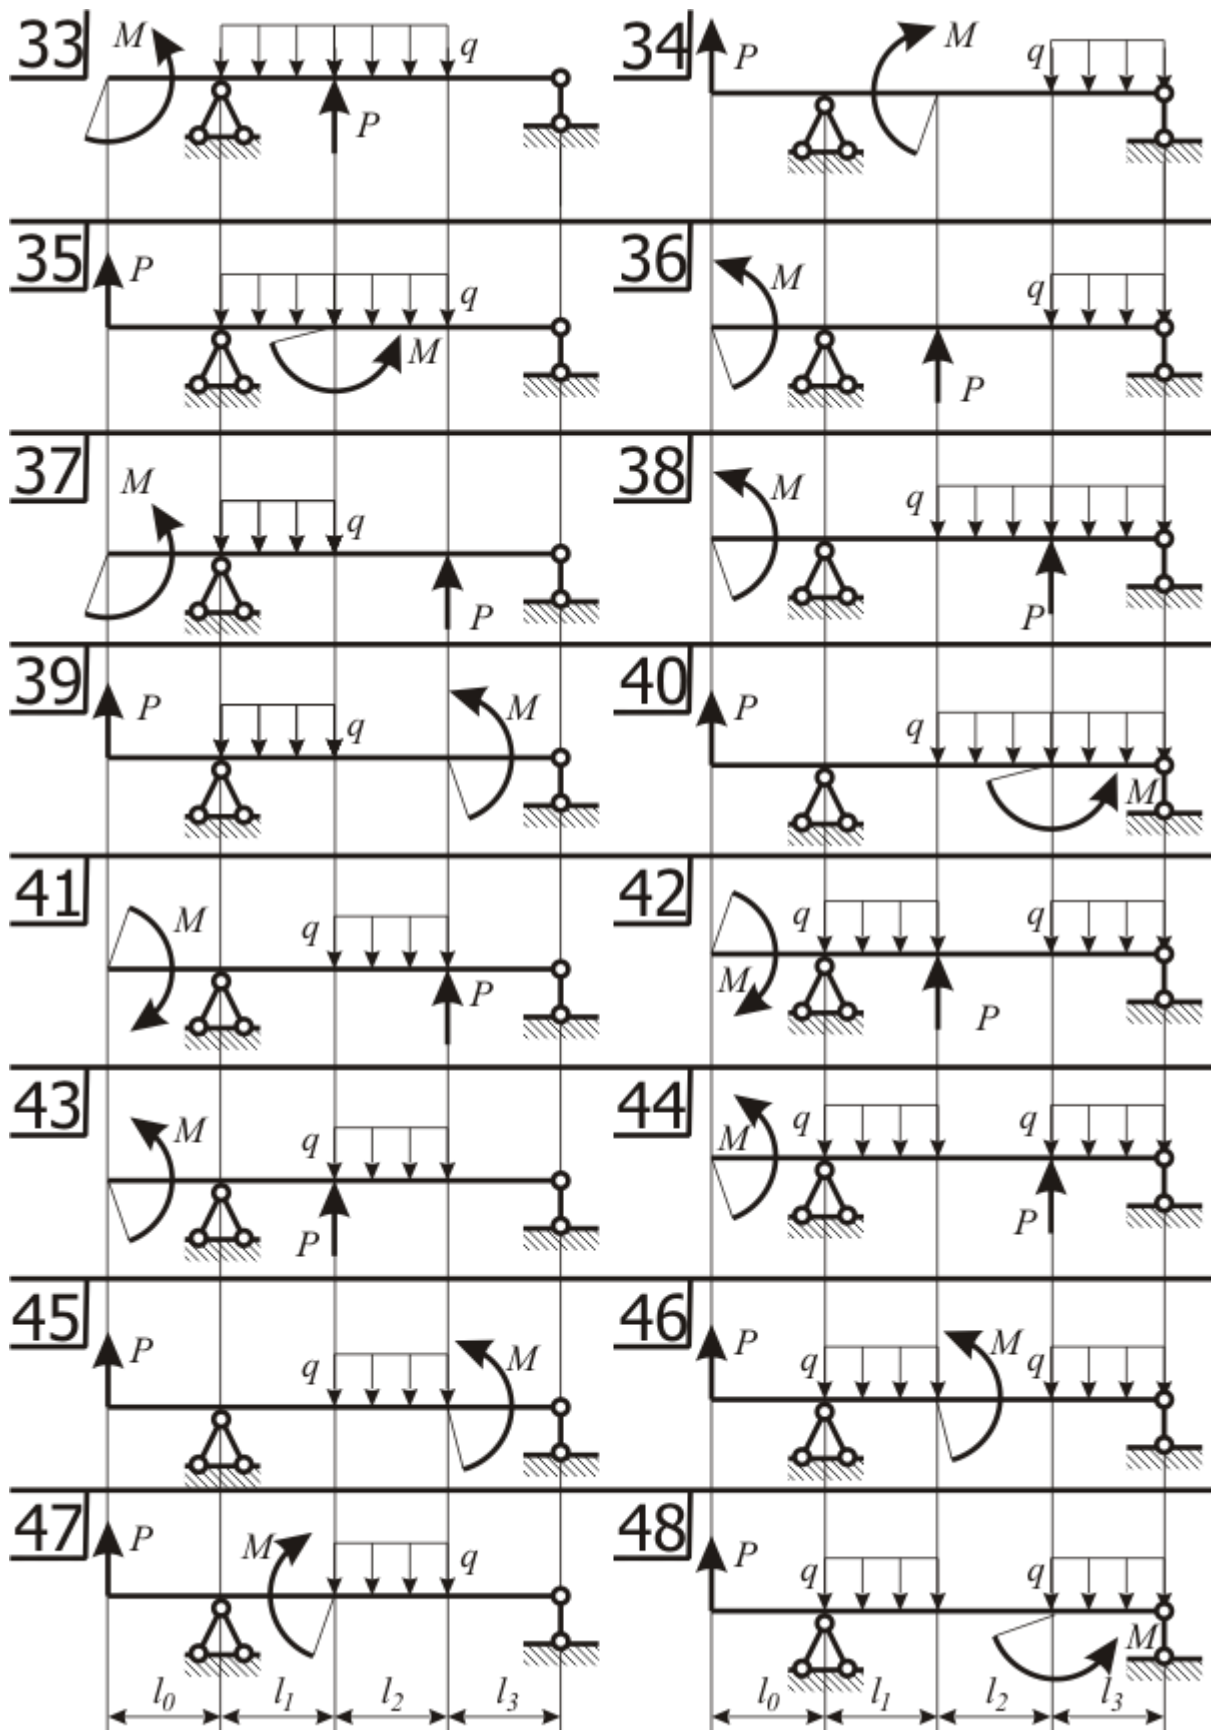 33 M q P
34 P M q
35 P q M
36 M q P
37 M q P
38 M q P
39 P q M
40 P q M
41 M q P
42 q q M P
43 M q P
44 M q q P
45 P q M
46 P q M q
47 P M q
48 P q q M
l0 l1 l2 l3 l0 l1 l2 l3